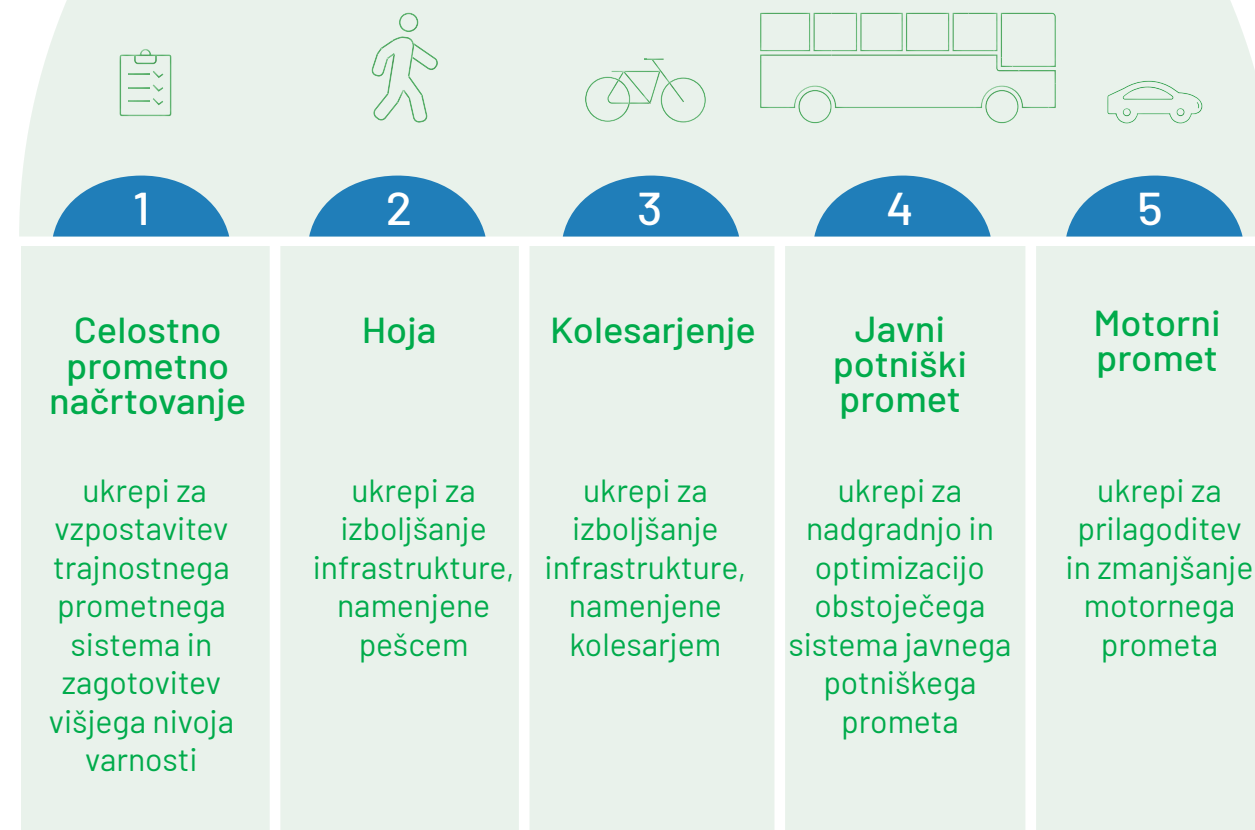 1
Celostno
prometno
načrtovanje
ukrepi za
vzpostavitev
trajnostnega
prometnega
sistema in
zagotovitev
višjega nivoja
varnosti
2
Hoja
ukrepi za
izboljšanje
infrastrukture,
namenjene
pešcem
3
Kolesarjenje
ukrepi za
izboljšanje
infrastrukture,
namenjene
kolesarjem
4
Javni
potniški
promet
ukrepi za
nadgradnjo in
optimizacijo
obstoječega
sistema javnega
potniškega
prometa
5
Motorni
promet
ukrepi za
prilagoditev
in zmanjšanje
motornega
prometa